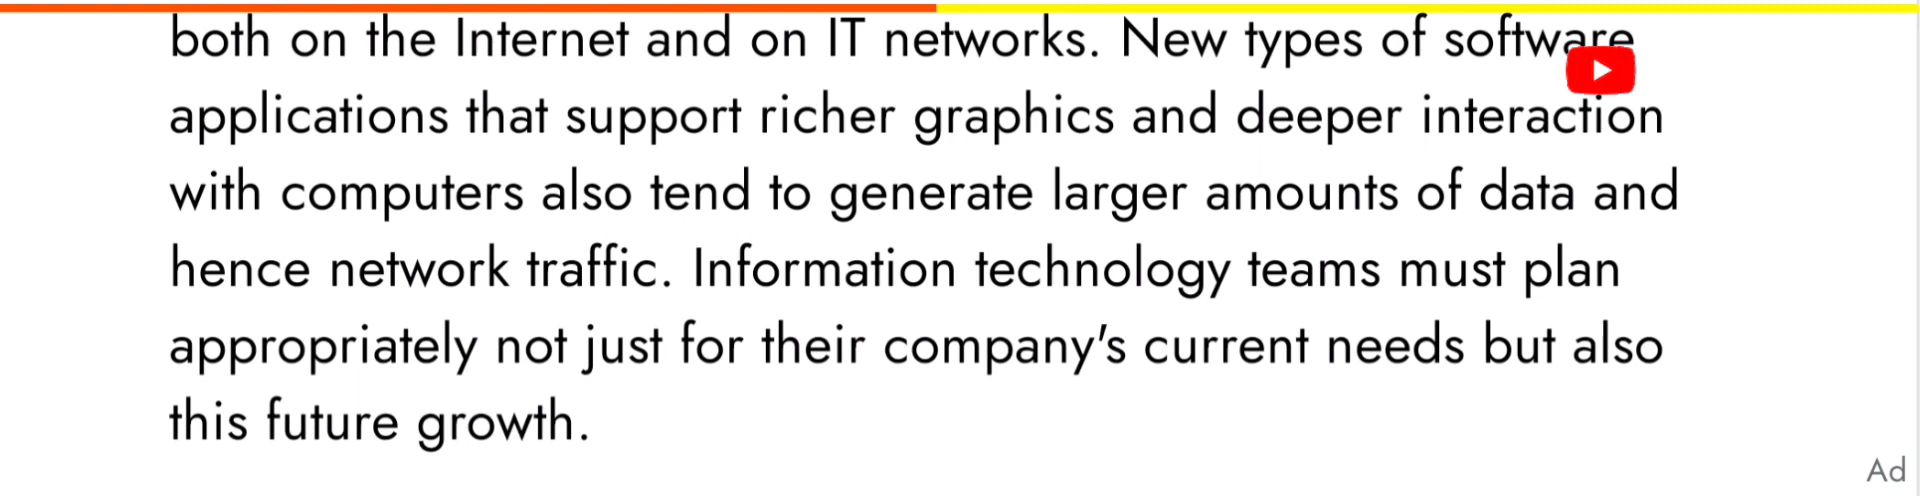 both on the Internet and on IT networks. New types of software
applications that support richer graphics and deeper interaction
with computers also tend to generate larger amounts of data and
hence network traffic. Information technology teams must plan
appropriately not just for their company's current needs but also
this future growth.
Ad